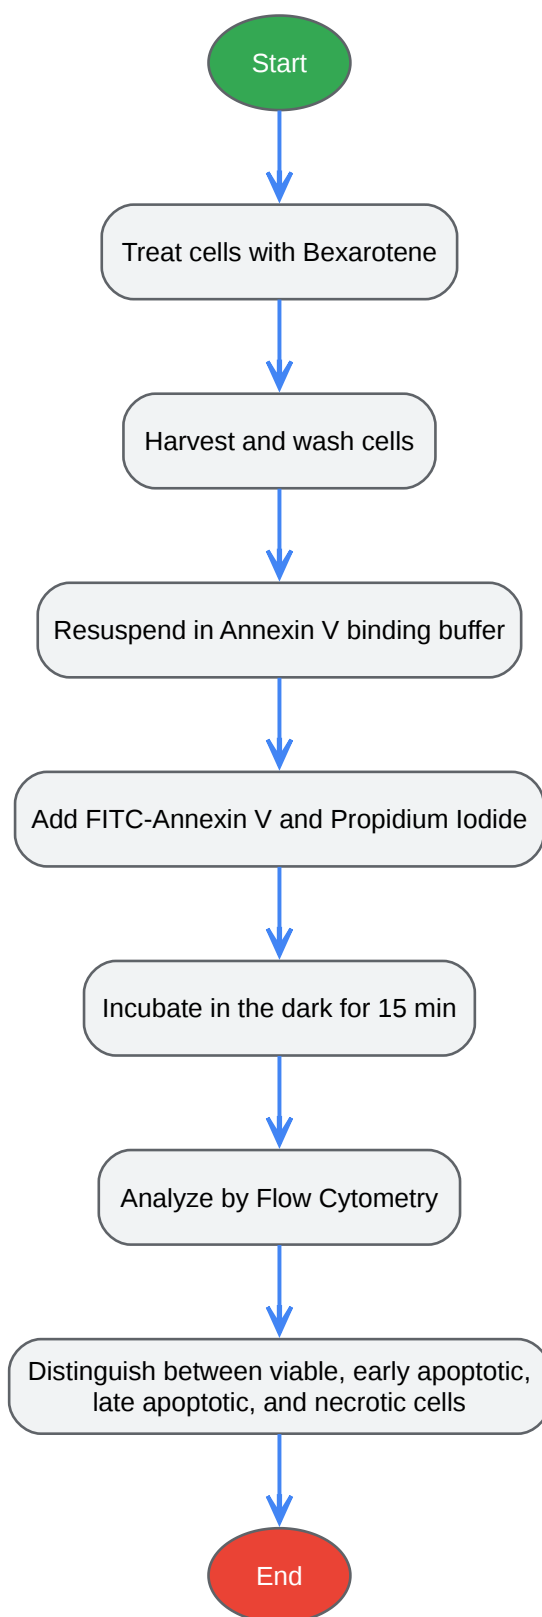 Start
Treat cells with Bexarotene
Harvest and wash cells
Resuspend in Annexin V binding buffer
Add FITC-Annexin V and Propidium Iodide
Incubate in the dark for 15 min
Analyze by Flow Cytometry
Distinguish between viable, early apoptotic,
late apoptotic, and necrotic cells
End